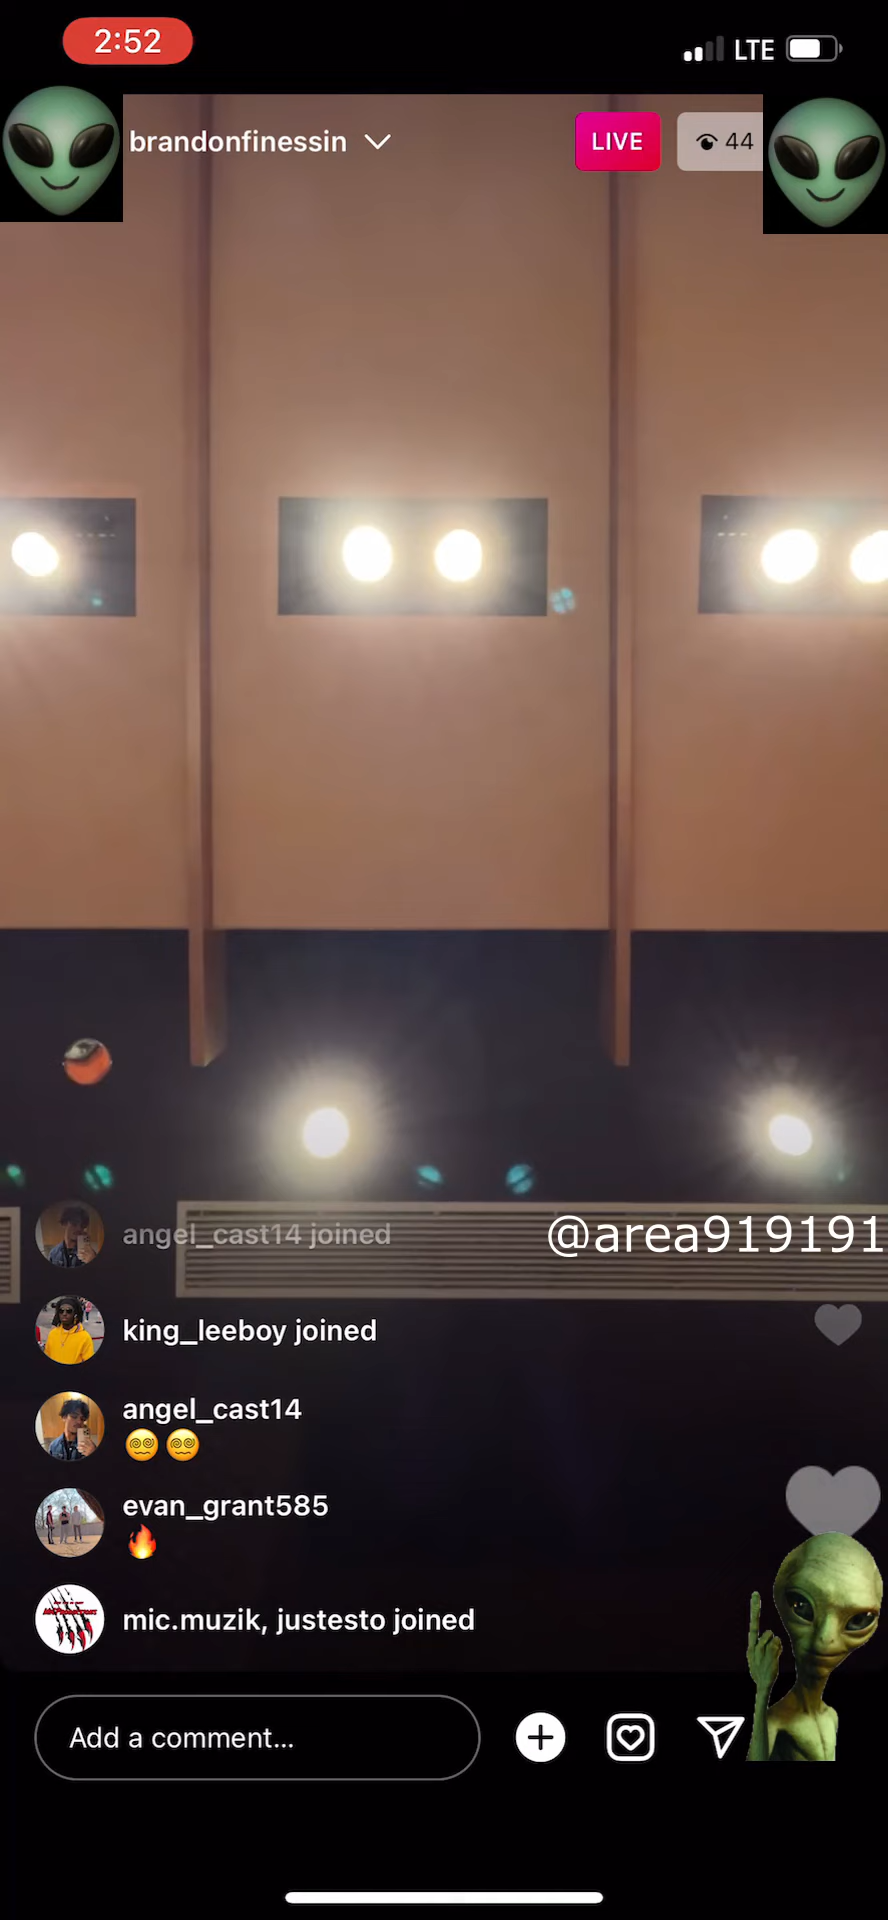 2:52
LTE
brandonfinessin
LIVE
44
angel_cast14 joined
@area919191
king_leeboy joined
angel_cast14
😵‍💫😵‍💫
evan_grant585
🔥
mic.muzik, justesto joined
Add a comment...